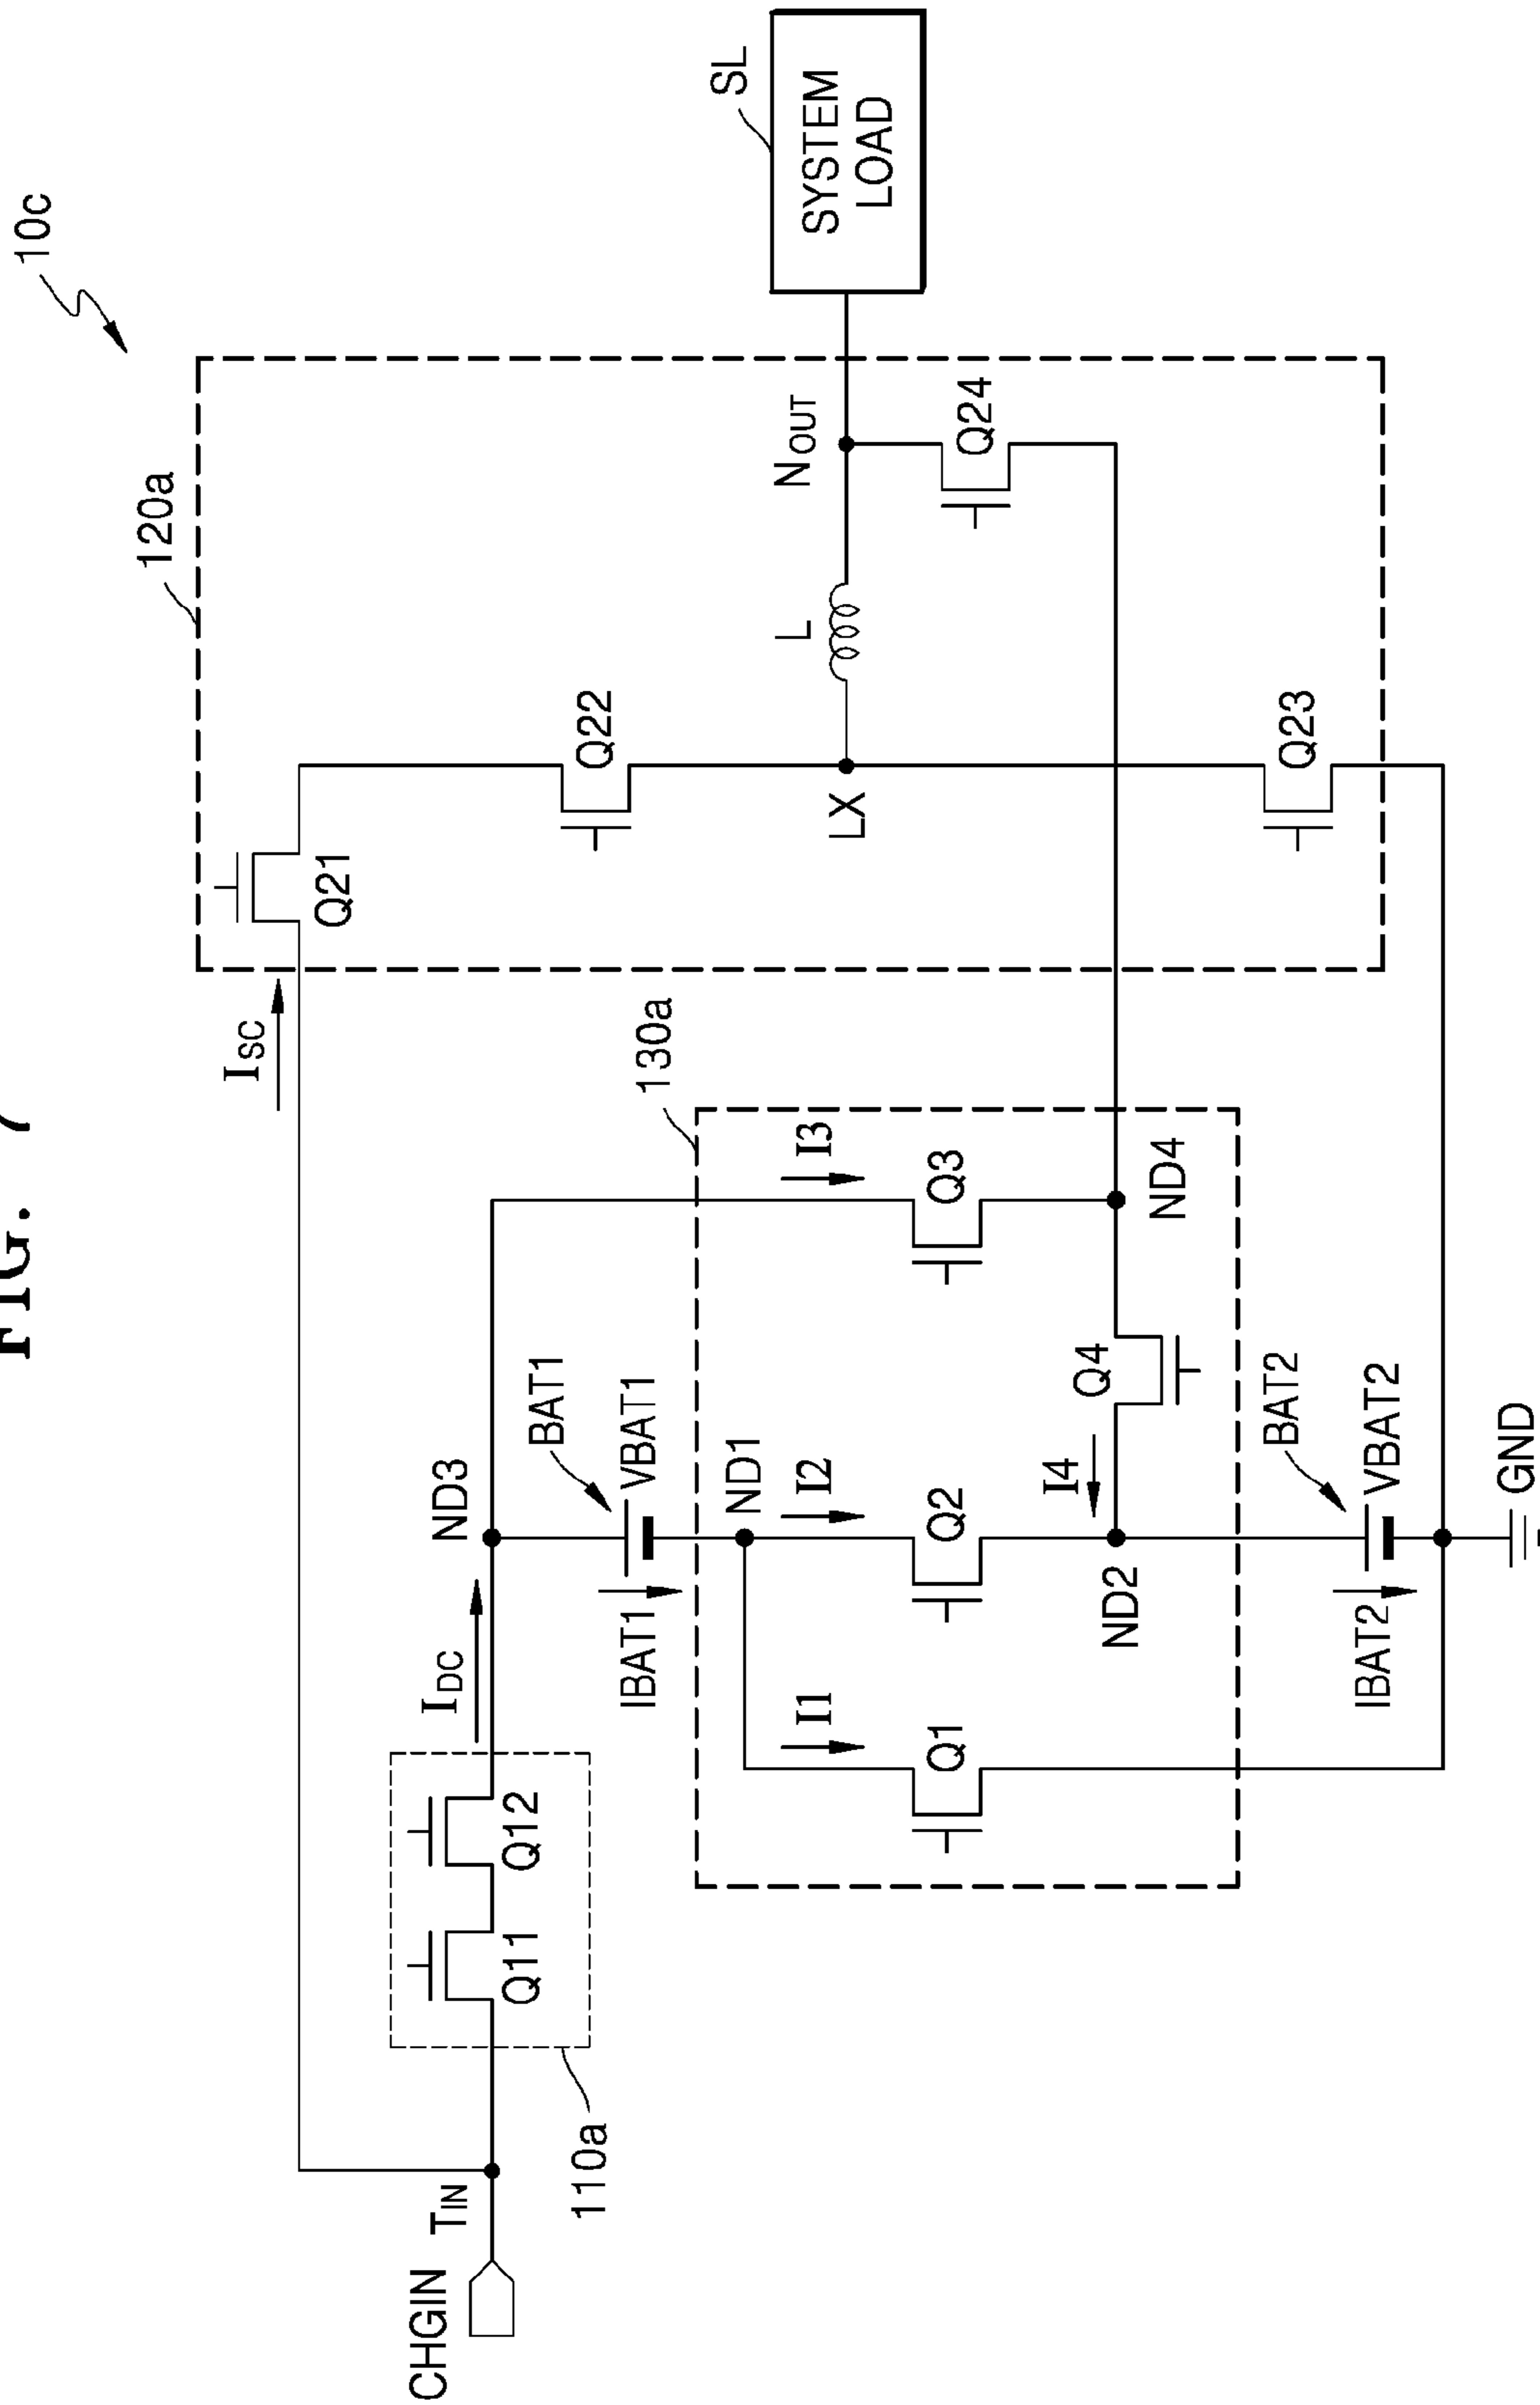 FIG. 7
10c
120a
ISC
Q21
Q22
LX
L
NOUT
Q24
Q23
SL
SYSTEM
LOAD
CHGIN
TIN
110a
Q11
Q12
IDC
ND3
BAT1
VBAT1
IBAT1
130a
ND1
I1
I2
I3
Q1
Q2
Q3
I4
Q4
ND2
ND4
BAT2
VBAT2
IBAT2
GND